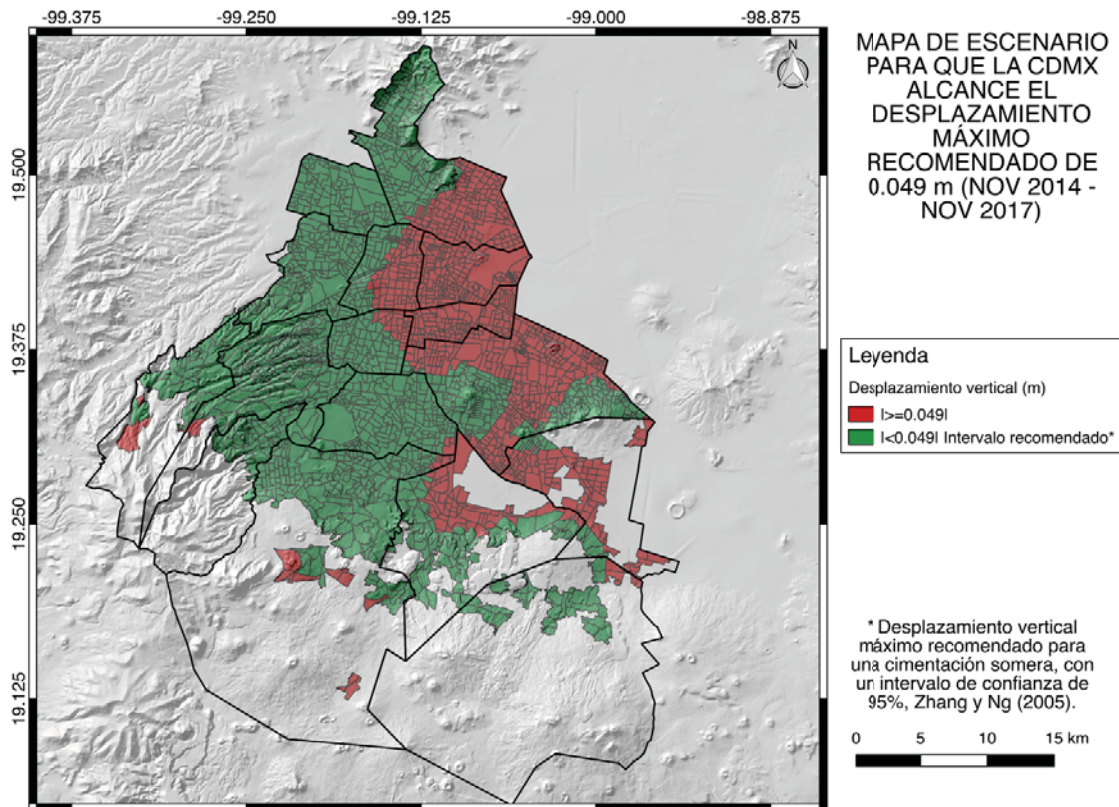 -99.375
-99.250
-99.125
-99.000
-98.875
19.500
19.375
19.250
19.125
N
MAPA DE ESCENARIO
PARA QUE LA CDMX
ALCANCE EL
DESPLAZAMIENTO
MÁXIMO
RECOMENDADO DE
0.049 m (NOV 2014 -
NOV 2017)
Leyenda
Desplazamiento vertical (m)
|>=0.049|
|<0.049| Intervalo recomendado*
* Desplazamiento vertical
máximo recomendado para
una cimentación somera, con
un intervalo de confianza de
95%, Zhang y Ng (2005).
0 5 10 15 km